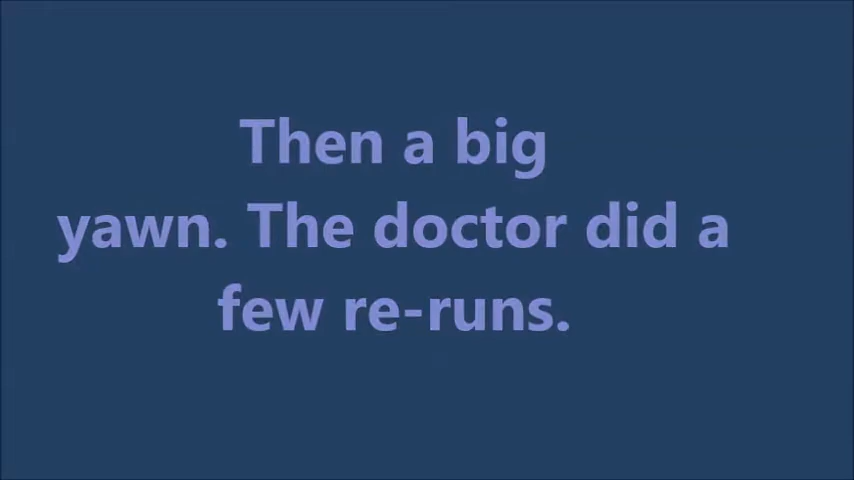 Then a big
yawn. The doctor did a
few re-runs.